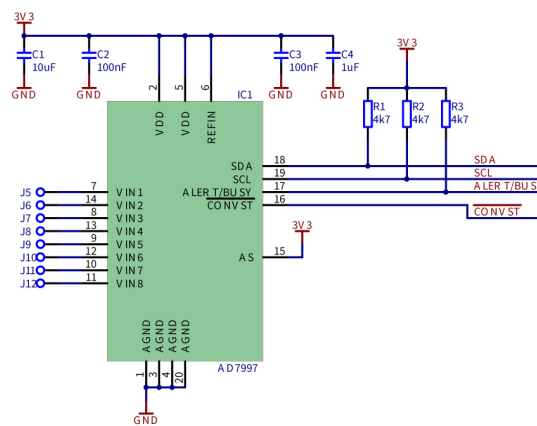 3V3
C1
10uF
C2
100nF
C3
100nF
C4
1uF
3V3
GND
GND
GND
GND
2
5
6
IC1
VDD
VDD
REFIN
R1
4k7
R2
4k7
R3
4k7
SDA
18
SDA
SCL
19
SCL
J5
7
VIN1
ALERT/BUSY
17
ALERT/BUS
J6
14
VIN2
CONVST
16
CONVST
J7
8
VIN3
J8
13
VIN4
3V3
J9
9
VIN5
J10
12
VIN6
AS
15
J11
10
VIN7
J12
11
VIN8
AGND
AGND
AGND
AGND
1
3
4
20
AD7997
GND